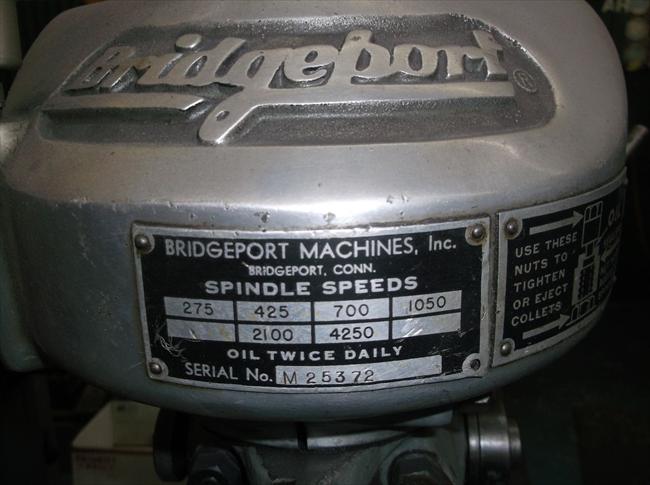 Bridgeport®
BRIDGEPORT MACHINES, Inc.
BRIDGEPORT, CONN.
SPINDLE SPEEDS
275 425 700 1050
2100 4250
OIL TWICE DAILY
SERIAL No. M 25372
OIL
USE THESE
NUTS TO
TIGHTEN
OR EJECT
COLLETS